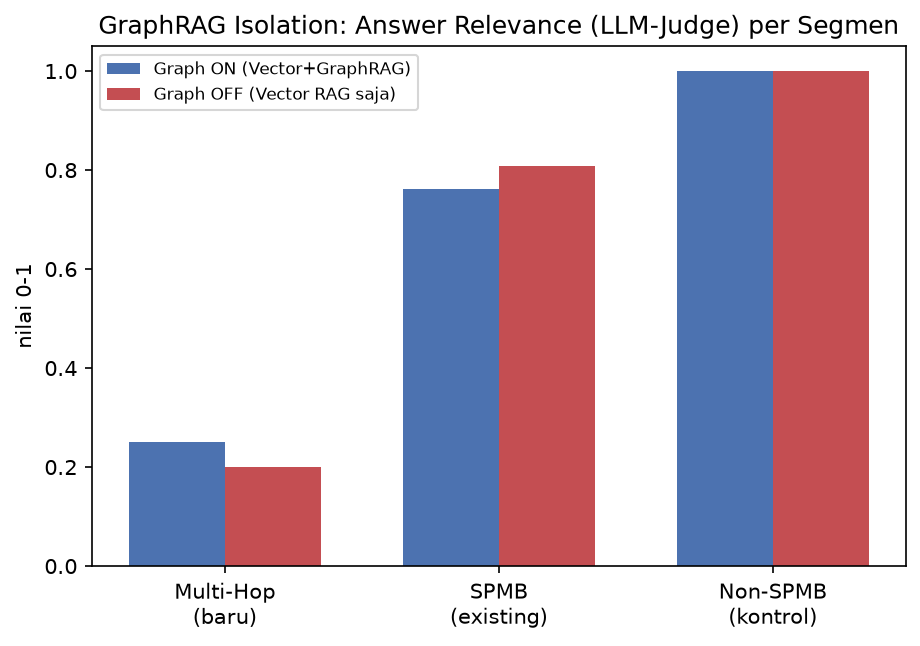 GraphRAG Isolation: Answer Relevance (LLM-Judge) per Segmen
Graph ON (Vector+GraphRAG)
Graph OFF (Vector RAG saja)
nilai 0-1
1.0
0.8
0.6
0.4
0.2
0.0
Multi-Hop
(baru)
SPMB
(existing)
Non-SPMB
(kontrol)